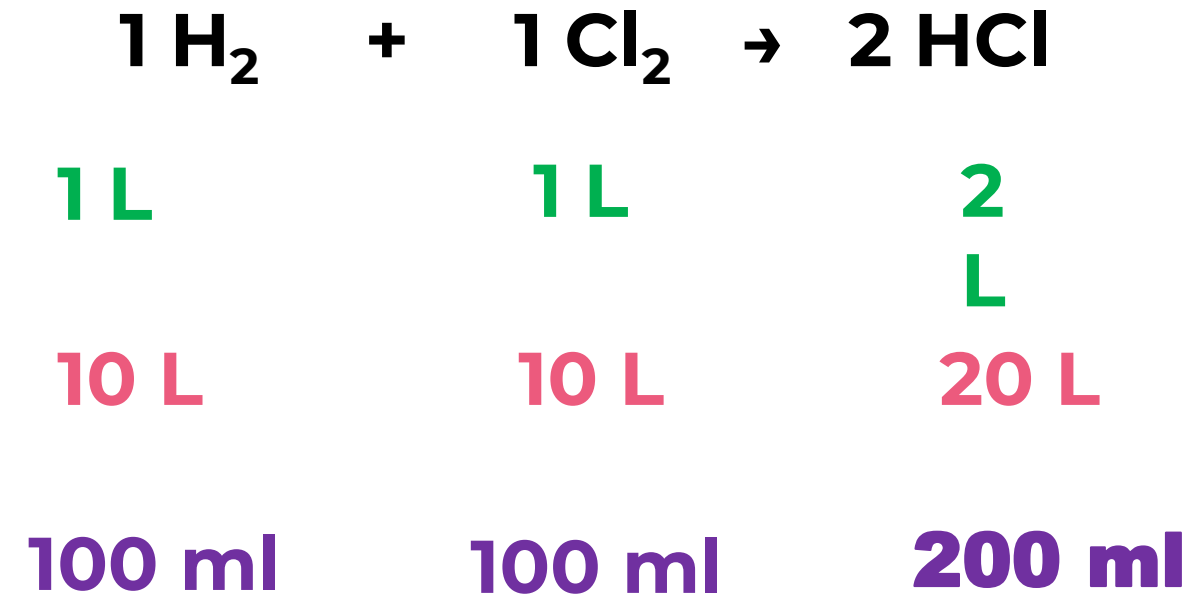 1 H₂ + 1 Cl₂ → 2 HCl
1 L 1 L 2
L
10 L 10 L 20 L
100 ml 100 ml 200 ml